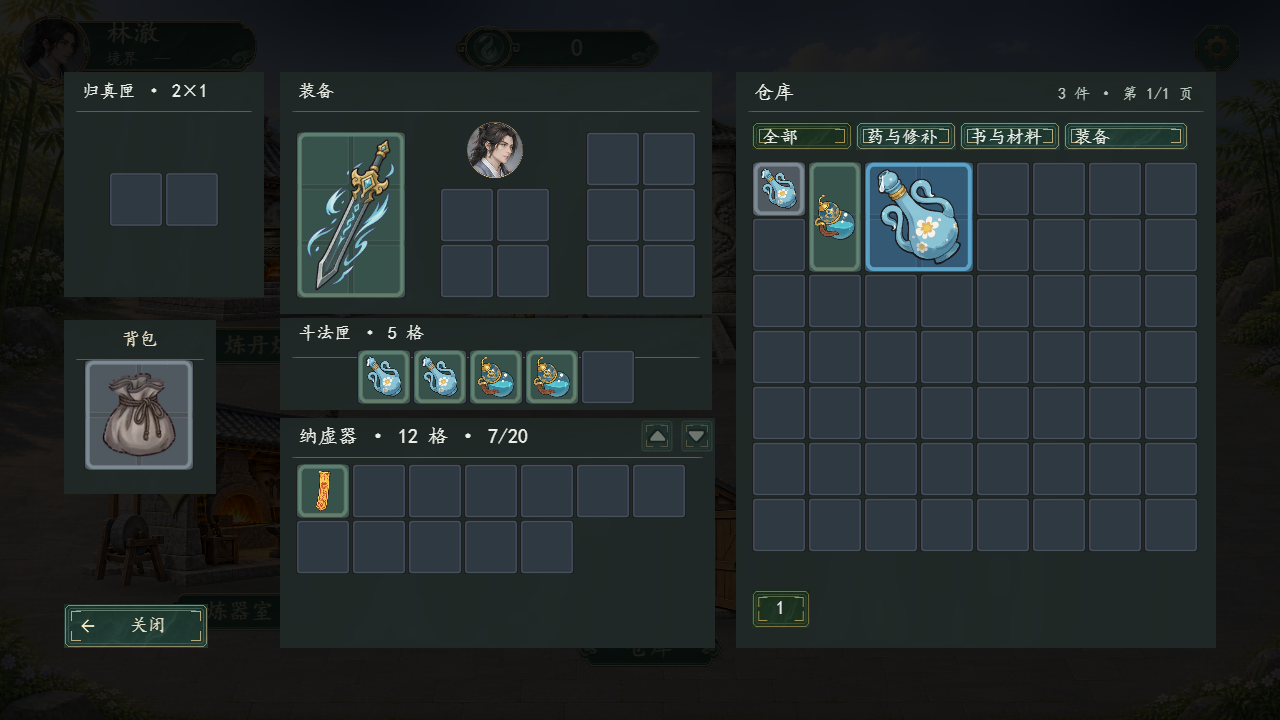 林澈
境界 一
0
归真匣 • 2×1
装备
仓库
3 件 • 第 1/1 页
全部
药与修补
书与材料
装备
背包
炼丹
斗法匣 • 5 格
纳虚器 • 12 格 • 7/20
1
关闭
炼器室
仓库